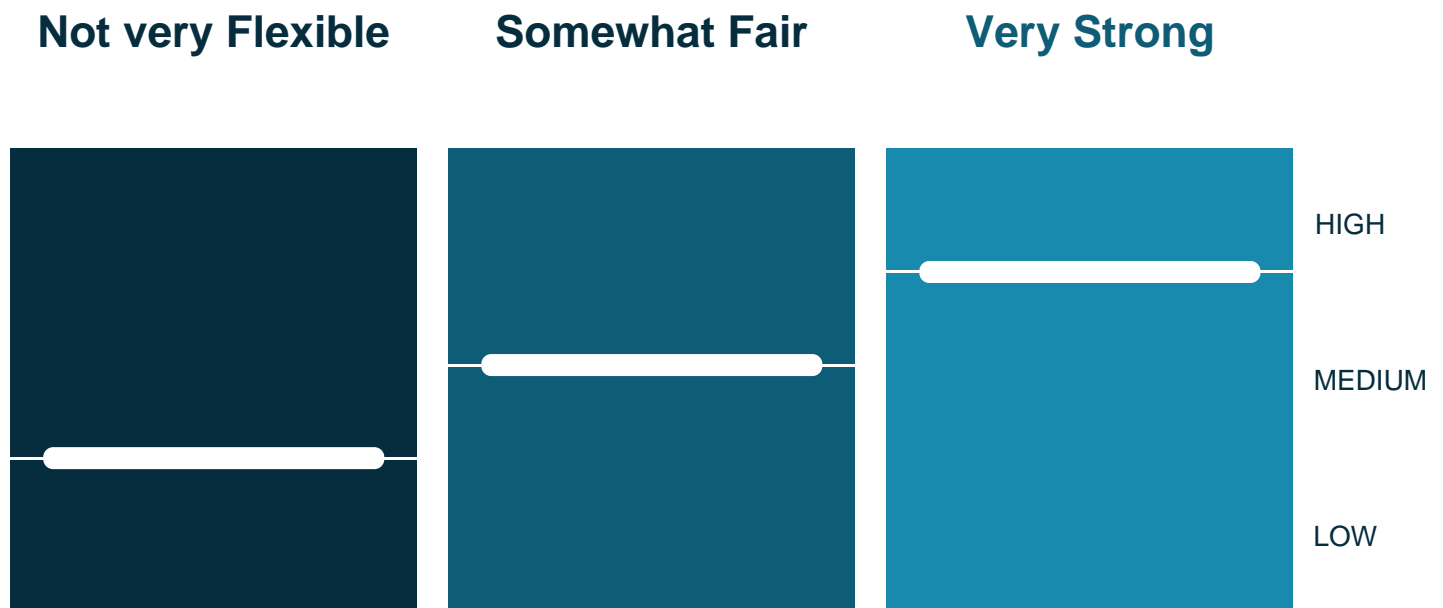 Not very Flexible
Somewhat Fair
Very Strong
HIGH
MEDIUM
LOW